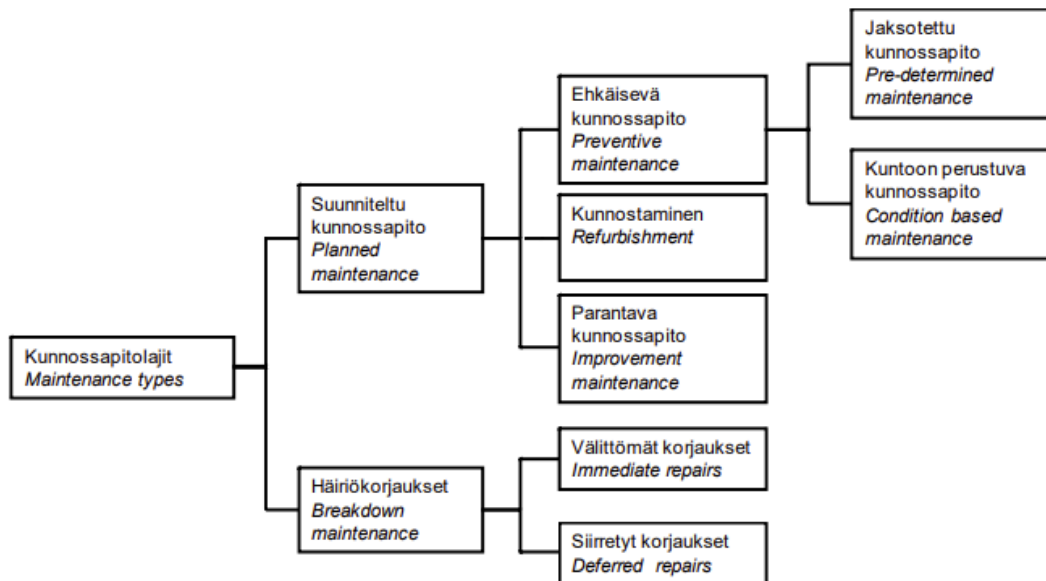 Jaksotettu
kunnossapito
Pre-determined
maintenance
Ehkäisevä
kunnossapito
Preventive
maintenance
Kuntoon perustuva
kunnossapito
Condition based
maintenance
Suunniteltu
kunnossapito
Planned
maintenance
Kunnostaminen
Refurbishment
Parantava
kunnossapito
Improvement
maintenance
Kunnossapitolajit
Maintenance types
Välittömät korjaukset
Immediate repairs
Häiriökorjaukset
Breakdown
maintenance
Siirretyt korjaukset
Deferred repairs